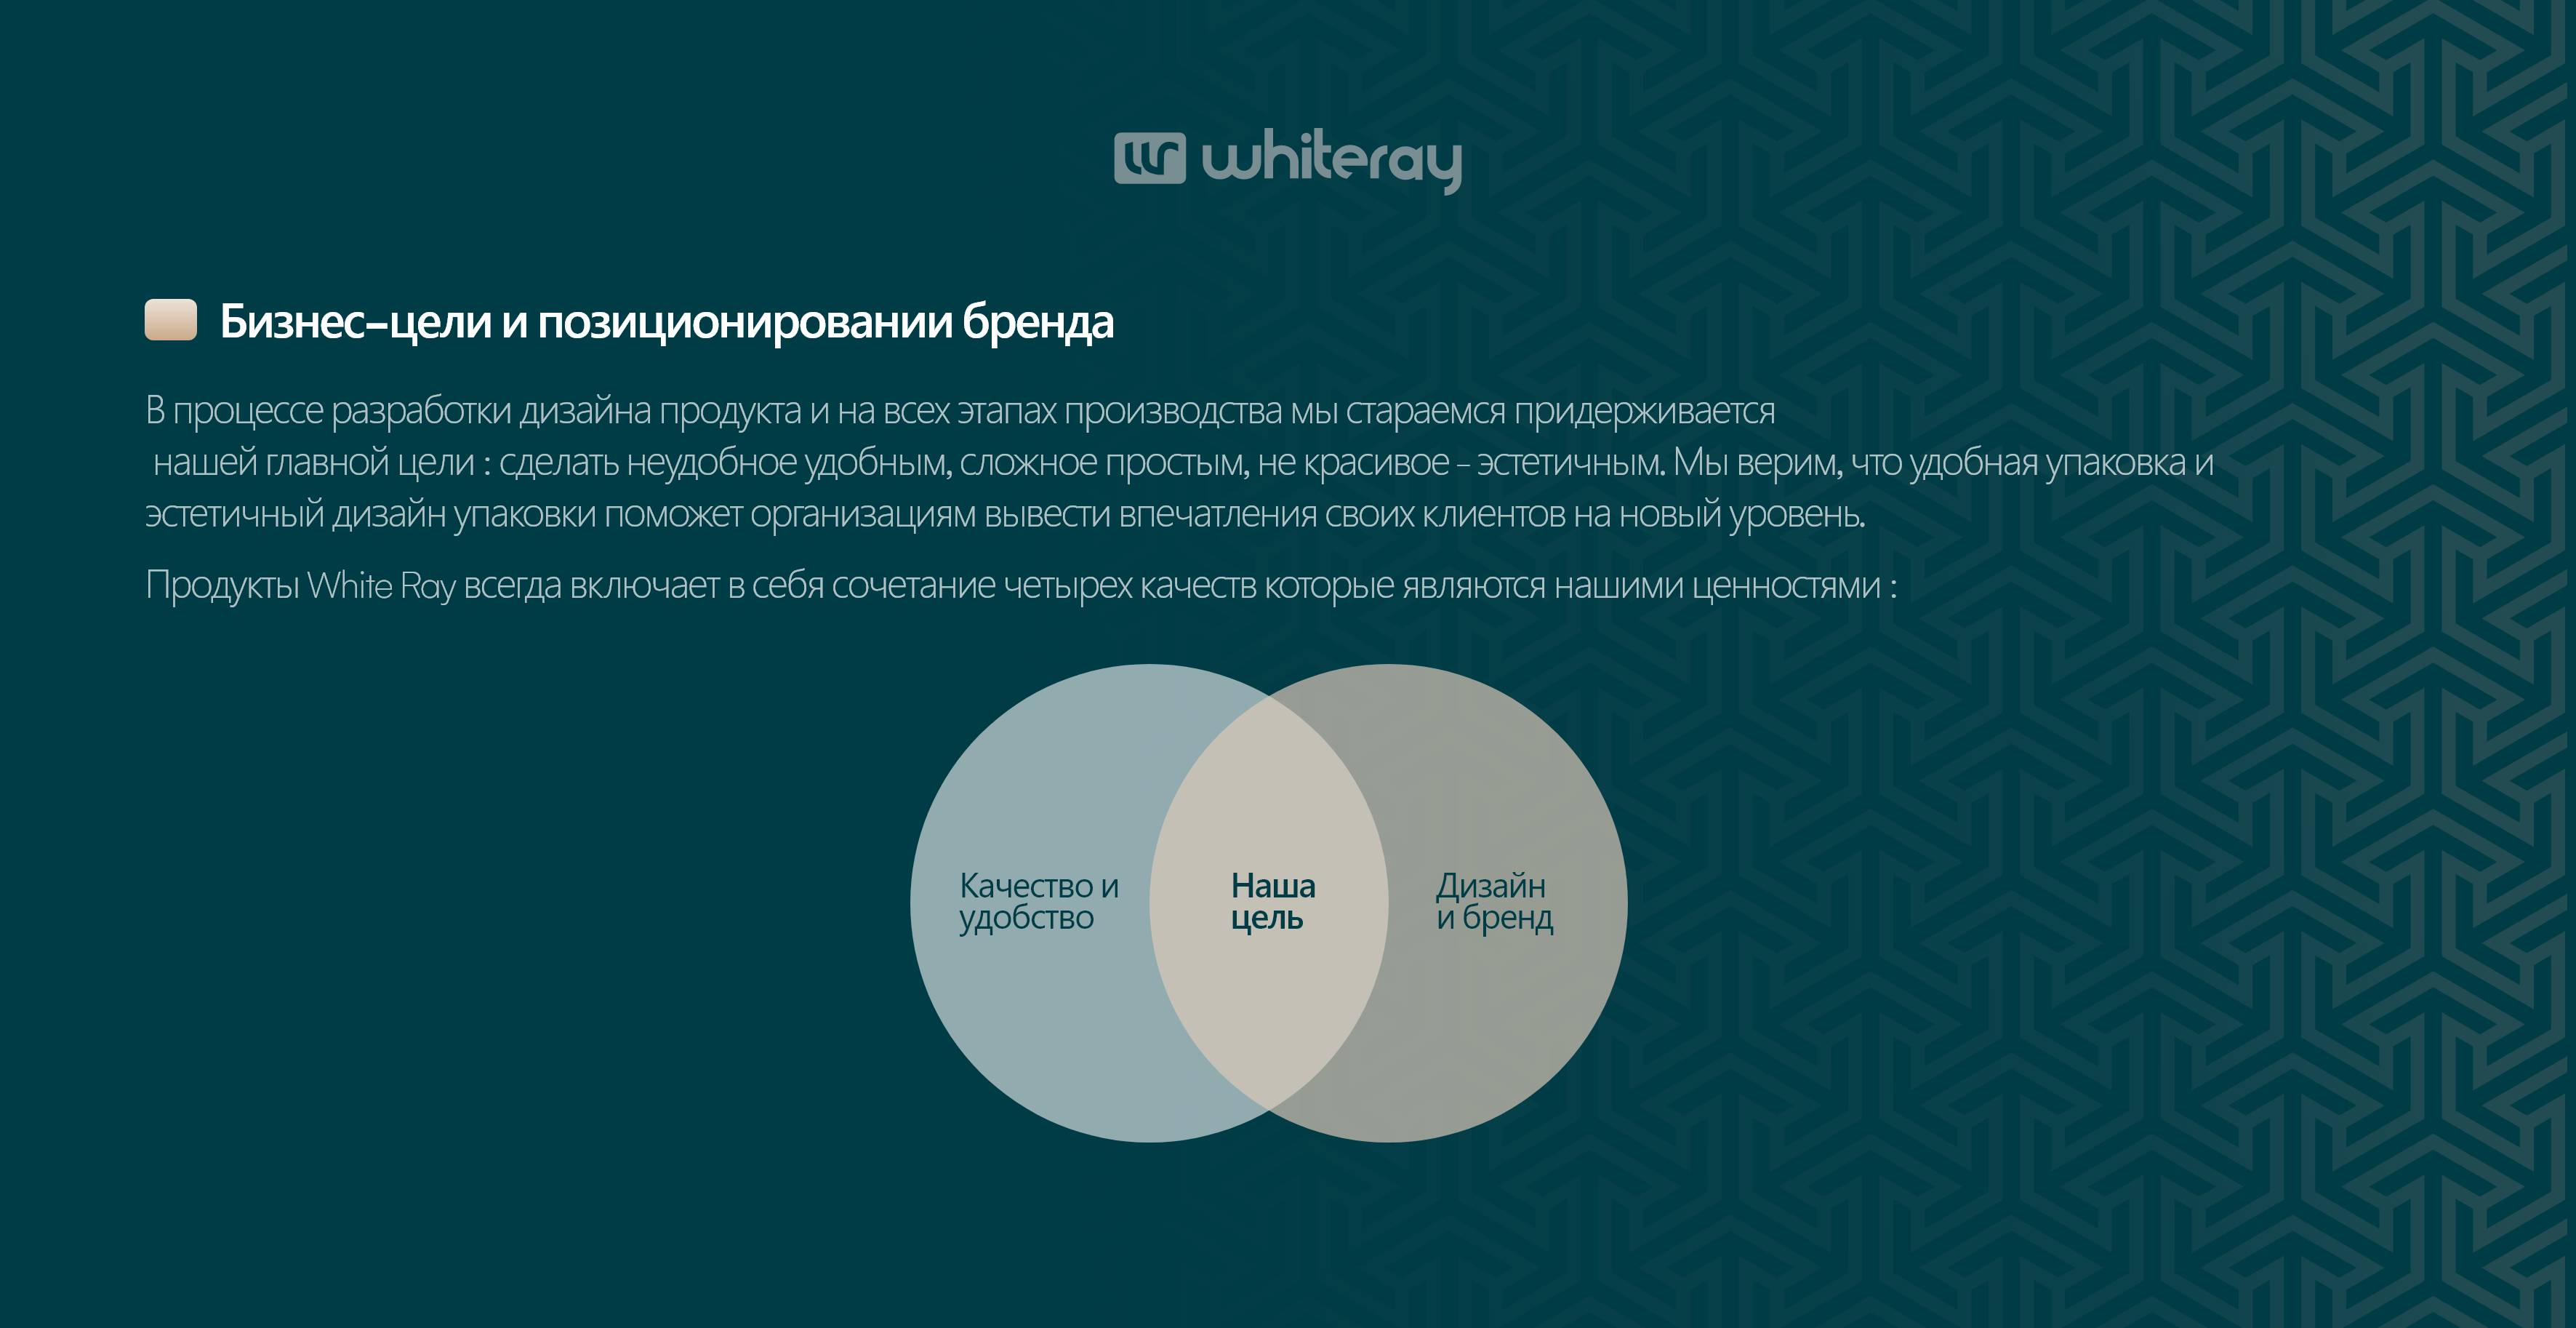 whiteray
Бизнес-цели и позиционировании бренда
В процессе разработки дизайна продукта и на всех этапах производства мы стараемся придерживается
нашей главной цели : сделать неудобное удобным, сложное простым, не красивое - эстетичным. Мы верим, что удобная упаковка и
эстетичный дизайн упаковки поможет организациям вывести впечатления своих клиентов на новый уровень.
Продукты White Ray всегда включает в себя сочетание четырех качеств которые являются нашими ценностями :
Качество и
удобство
Наша
цель
Дизайн
и бренд